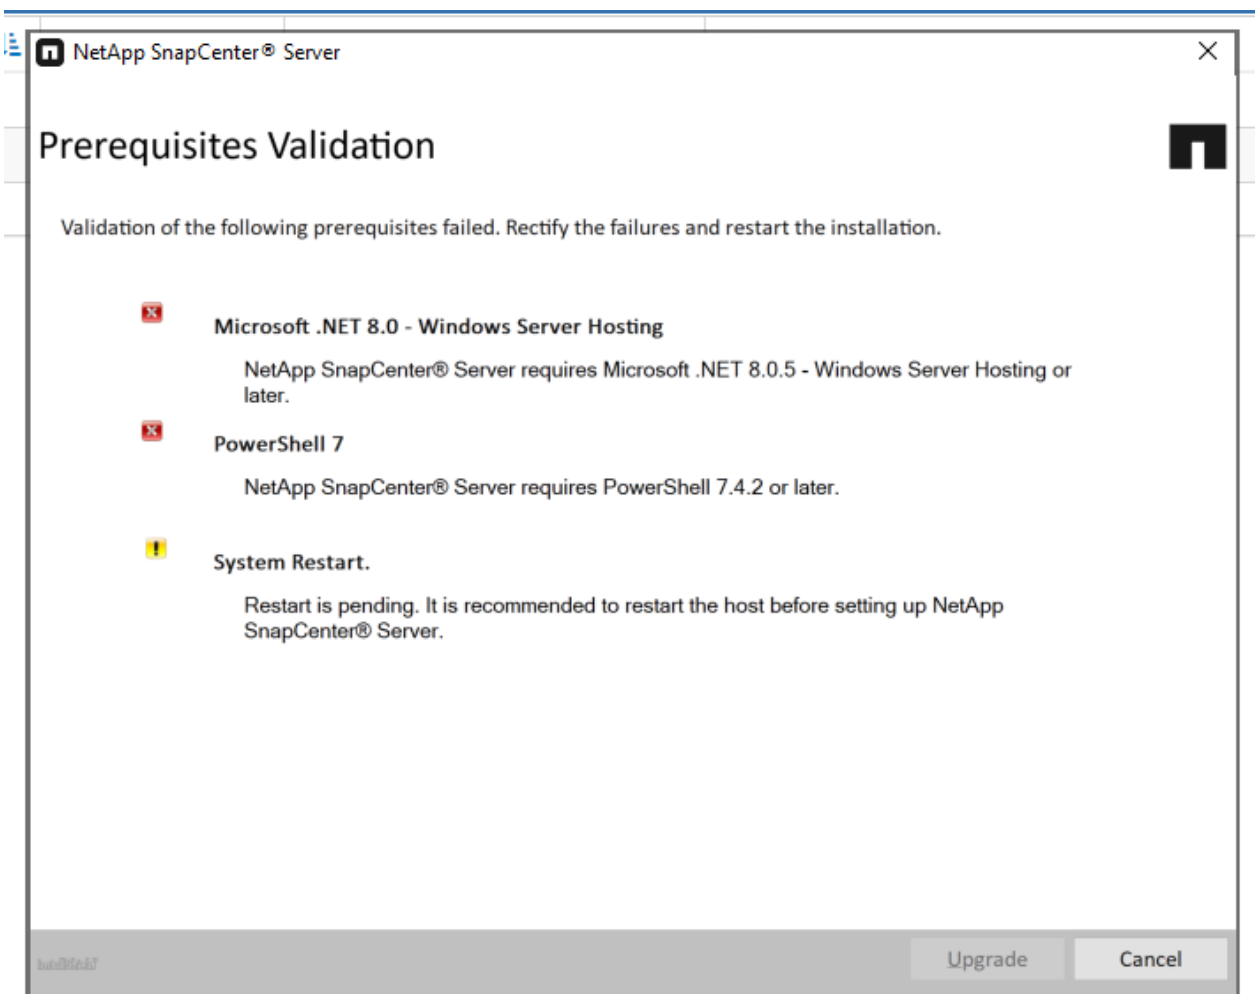 NetApp SnapCenter® Server
Prerequisites Validation
Validation of the following prerequisites failed. Rectify the failures and restart the installation.
Microsoft .NET 8.0 - Windows Server Hosting
NetApp SnapCenter® Server requires Microsoft .NET 8.0.5 - Windows Server Hosting or
later.
PowerShell 7
NetApp SnapCenter® Server requires PowerShell 7.4.2 or later.
System Restart.
Restart is pending. It is recommended to restart the host before setting up NetApp
SnapCenter® Server.
Upgrade
Cancel